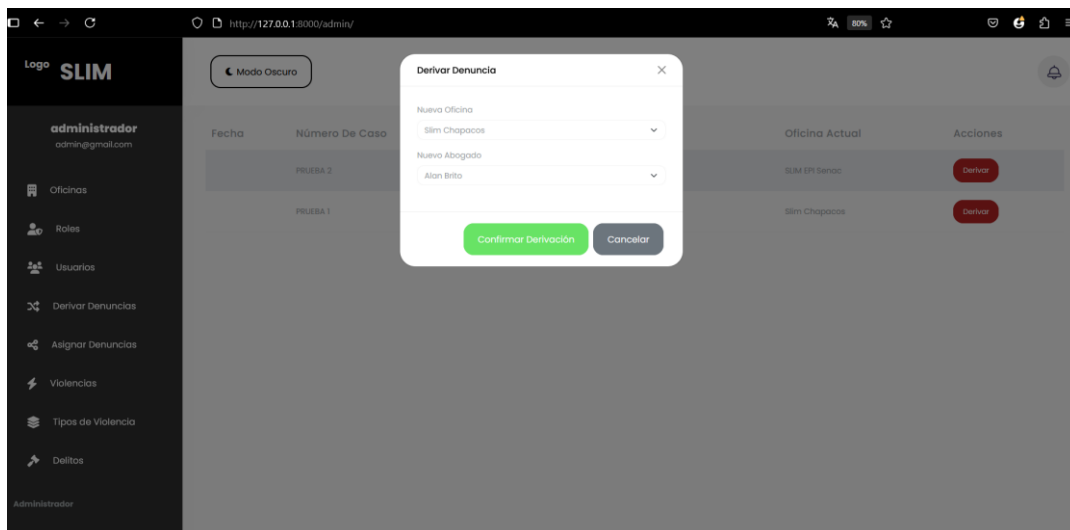 http://127.0.0.1:8000/admin/
80%
Logo SLIM
Modo Oscuro
administrador
admin@gmail.com
Oficinas
Roles
Usuarios
Derivar Denuncias
Asignar Denuncias
Violencias
Tipos de Violencia
Delitos
Administrador
Fecha Número De Caso Oficina Actual Acciones
PRUEBA 2 SLIM EPI Senac Derivar
PRUEBA 1 Slim Chapacos Derivar
Derivar Denuncia
Nueva Oficina
Slim Chapacos
Nuevo Abogado
Alan Brito
Confirmar Derivación Cancelar